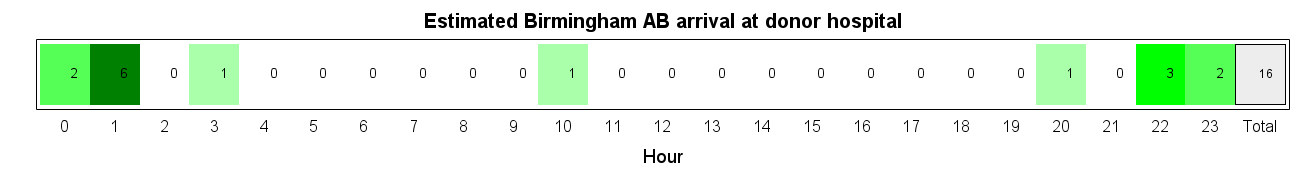 Estimated Birmingham AB arrival at donor hospital
2 6 0 1 0 0 0 0 0 0 1 0 0 0 0 0 0 0 0 0 1 0 3 2 16
0 1 2 3 4 5 6 7 8 9 10 11 12 13 14 15 16 17 18 19 20 21 22 23 Total
Hour